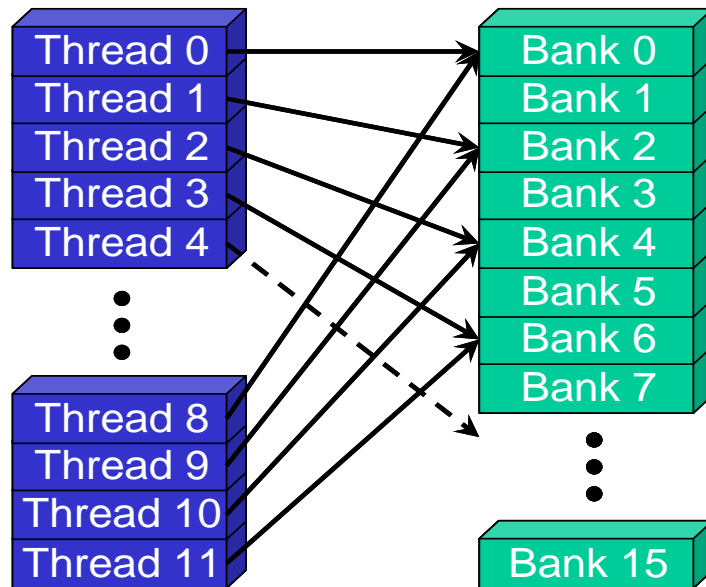 Thread 0
Thread 1
Thread 2
Thread 3
Thread 4
Thread 8
Thread 9
Thread 10
Thread 11
Bank 0
Bank 1
Bank 2
Bank 3
Bank 4
Bank 5
Bank 6
Bank 7
Bank 15